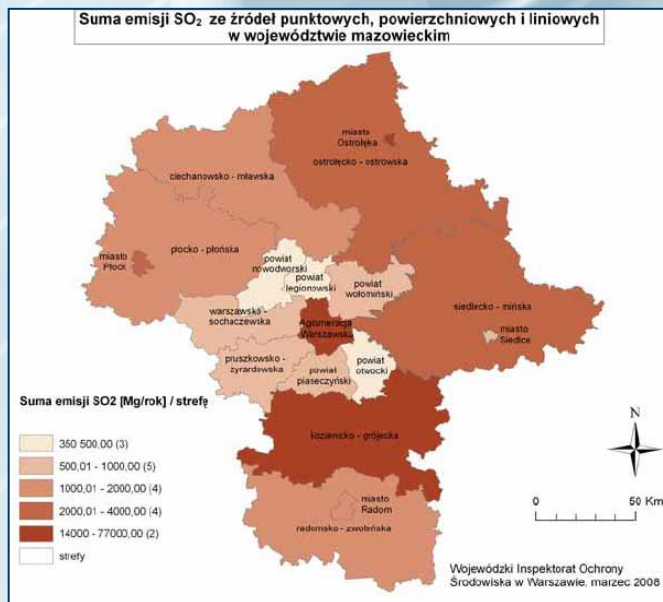 Suma emisji SO₂ ze źródeł punktowych, powierzchniowych i liniowych
w województwie mazowieckim
miasto
Ostrołęka
ostrołęcko - ostrowska
ciechanowsko - mławska
miasto
Płock
płocko - płońska
powiat
nowodworski
powiat
legionowski
powiat
wołomiński
warszawsko -
sochaczewska
Aglomeracja
Warszawska
siedlecko - mińska
miasto
Siedlce
pruszkowsko -
żyrardowska
powiat
piaseczyński
powiat
otwocki
kozienicko - grójecka
miasto
Radom
radomsko - zwoleńska
Suma emisji SO2 [Mg/rok] / strefę
350 500,00 (3)
500,01 - 1000,00 (5)
1000,01 - 2000,00 (4)
2000,01 - 4000,00 (4)
14000 - 77000,00 (2)
strefy
N
0 50 Km
Wojewódzki Inspektorat Ochrony
Środowiska w Warszawie, marzec 2008